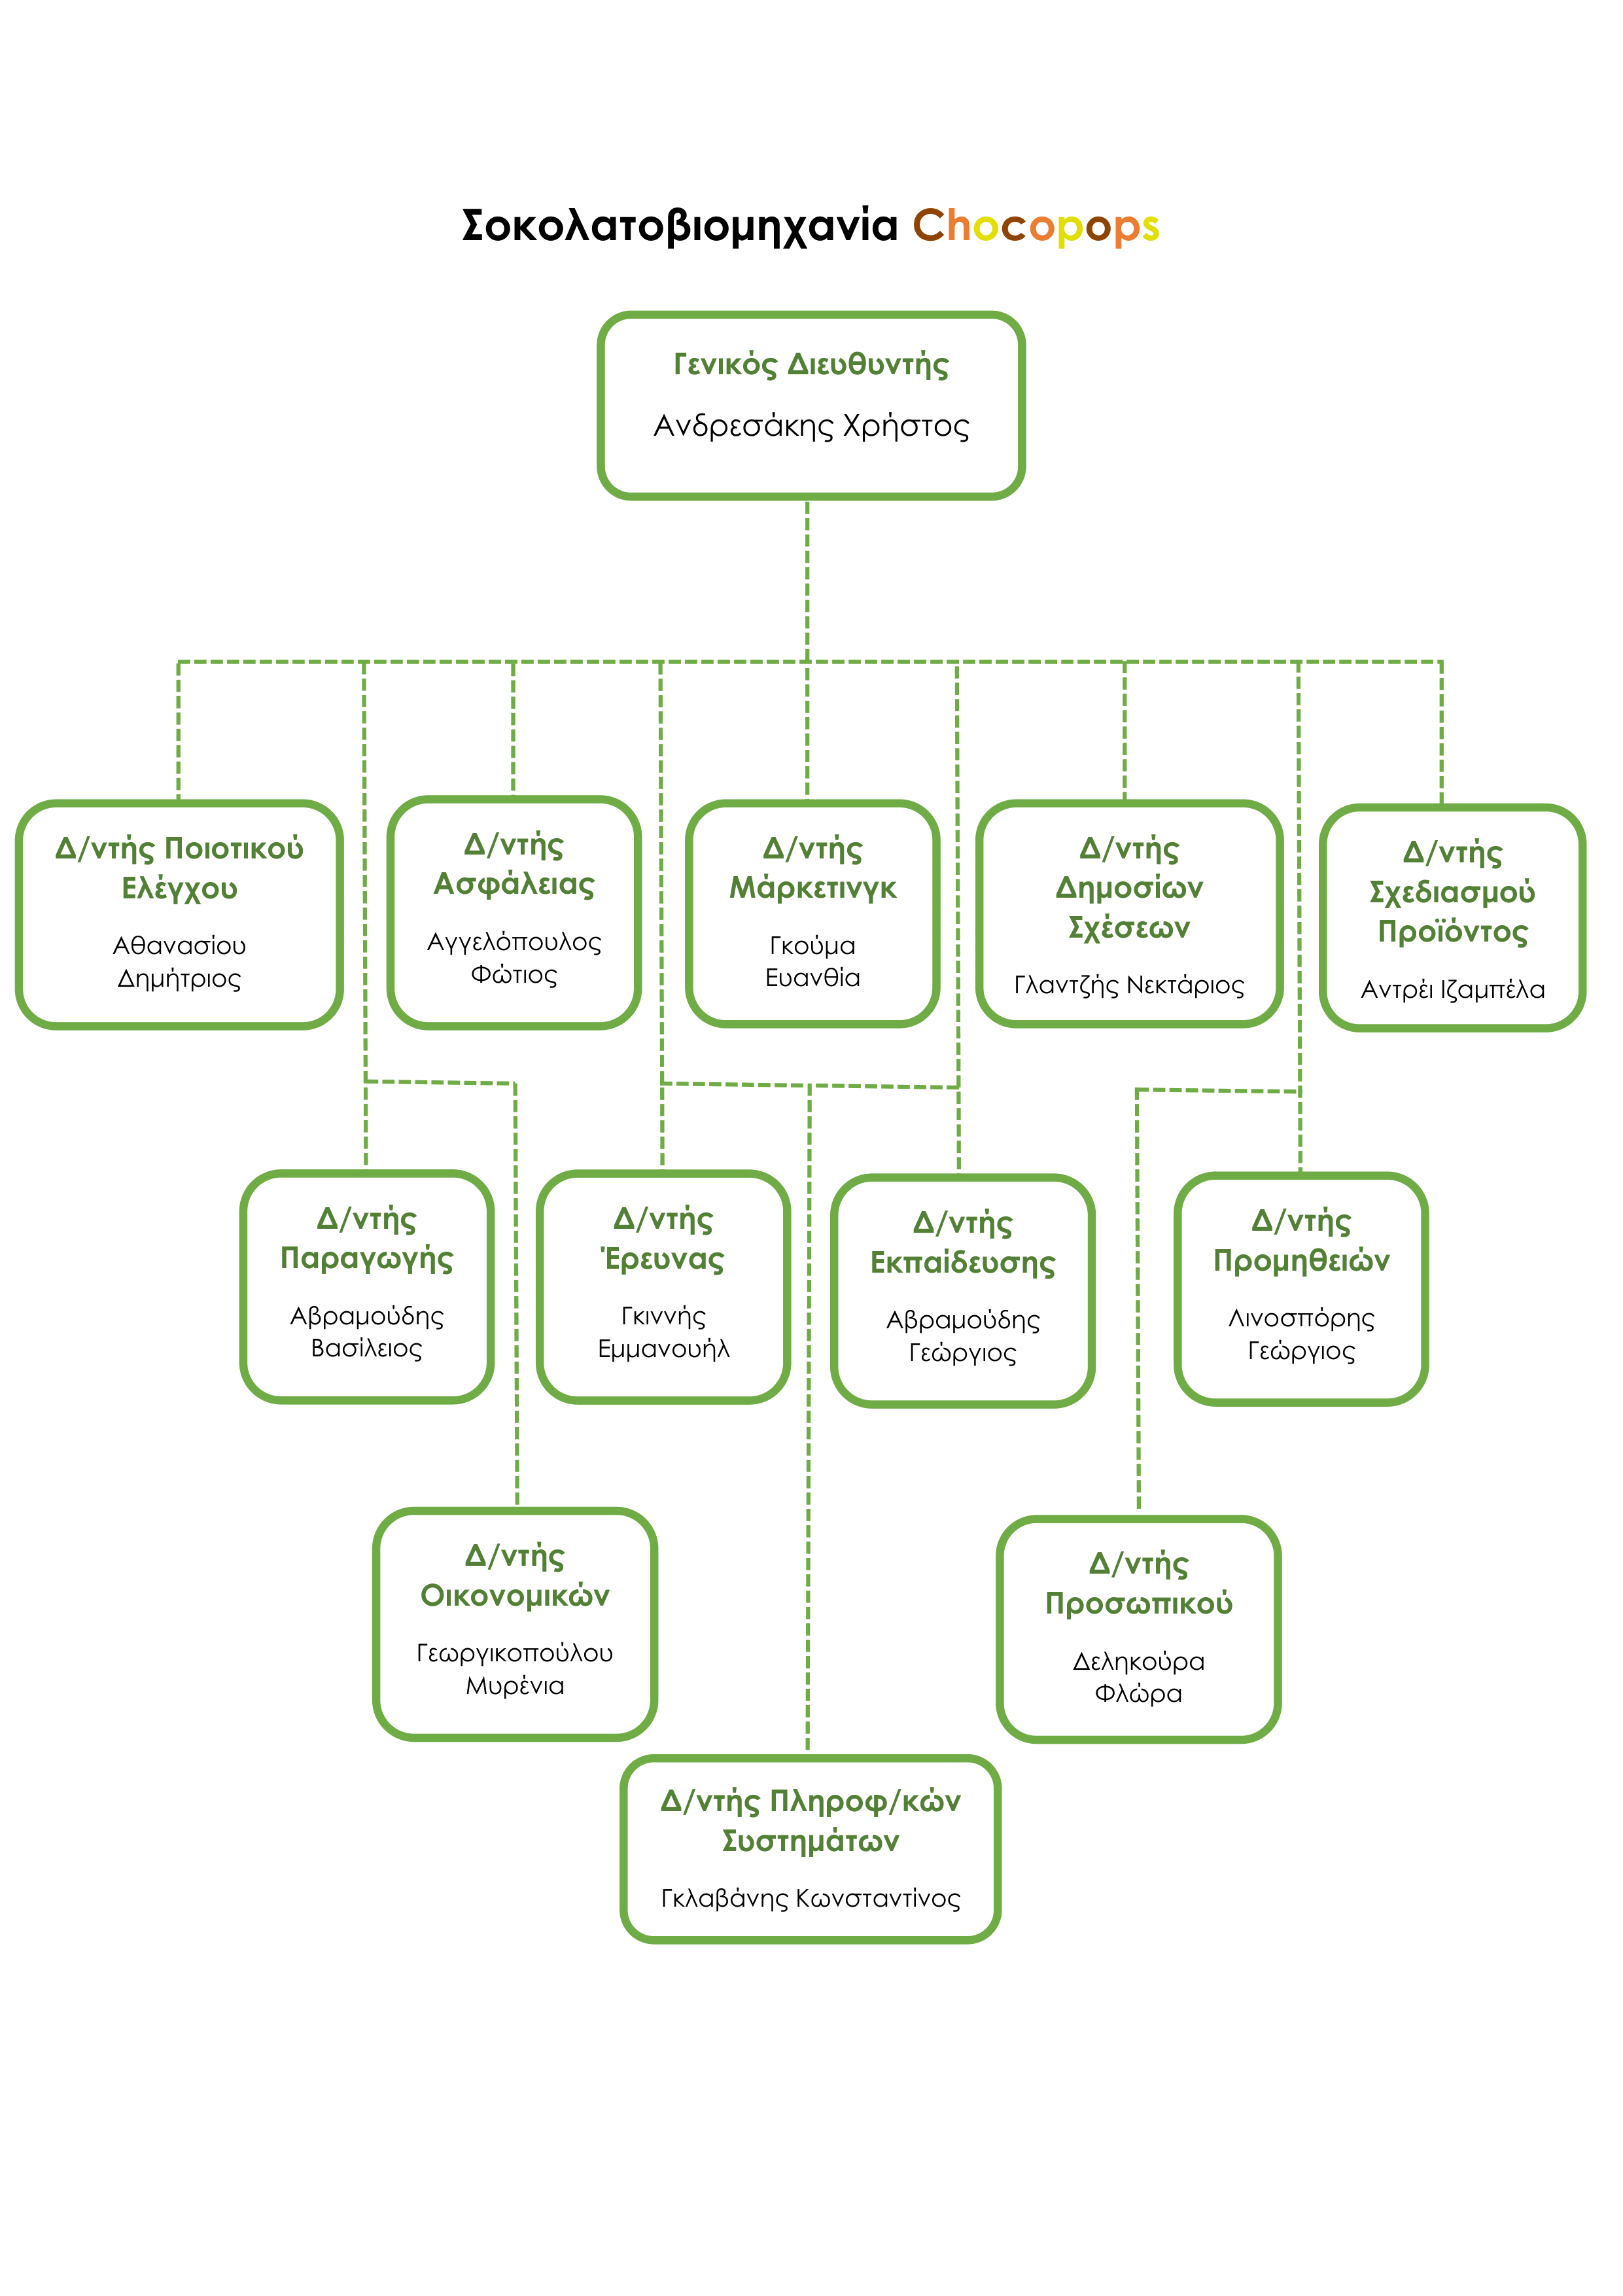 Σοκολατοβιομηχανία Chocopops
Γενικός Διευθυντής
Ανδρεσάκης Χρήστος
Δ/ντής Ποιοτικού
Ελέγχου
Αθανασίου
Δημήτριος
Δ/ντής
Ασφάλειας
Αγγελόπουλος
Φώτιος
Δ/ντής
Μάρκετινγκ
Γκούμα
Ευανθία
Δ/ντής
Δημοσίων
Σχέσεων
Γλαντζής Νεκτάριος
Δ/ντής
Σχεδιασμού
Προϊόντος
Αντρέι Ιζαμπέλα
Δ/ντής
Παραγωγής
Αβραμούδης
Βασίλειος
Δ/ντής
Έρευνας
Γκιννής
Εμμανουήλ
Δ/ντής
Εκπαίδευσης
Αβραμούδης
Γεώργιος
Δ/ντής
Προμηθειών
Λινοσπόρης
Γεώργιος
Δ/ντής
Οικονομικών
Γεωργικοπούλου
Μυρένια
Δ/ντής
Προσωπικού
Δεληκούρα
Φλώρα
Δ/ντής Πληροφ/κών
Συστημάτων
Γκλαβάνης Κωνσταντίνος